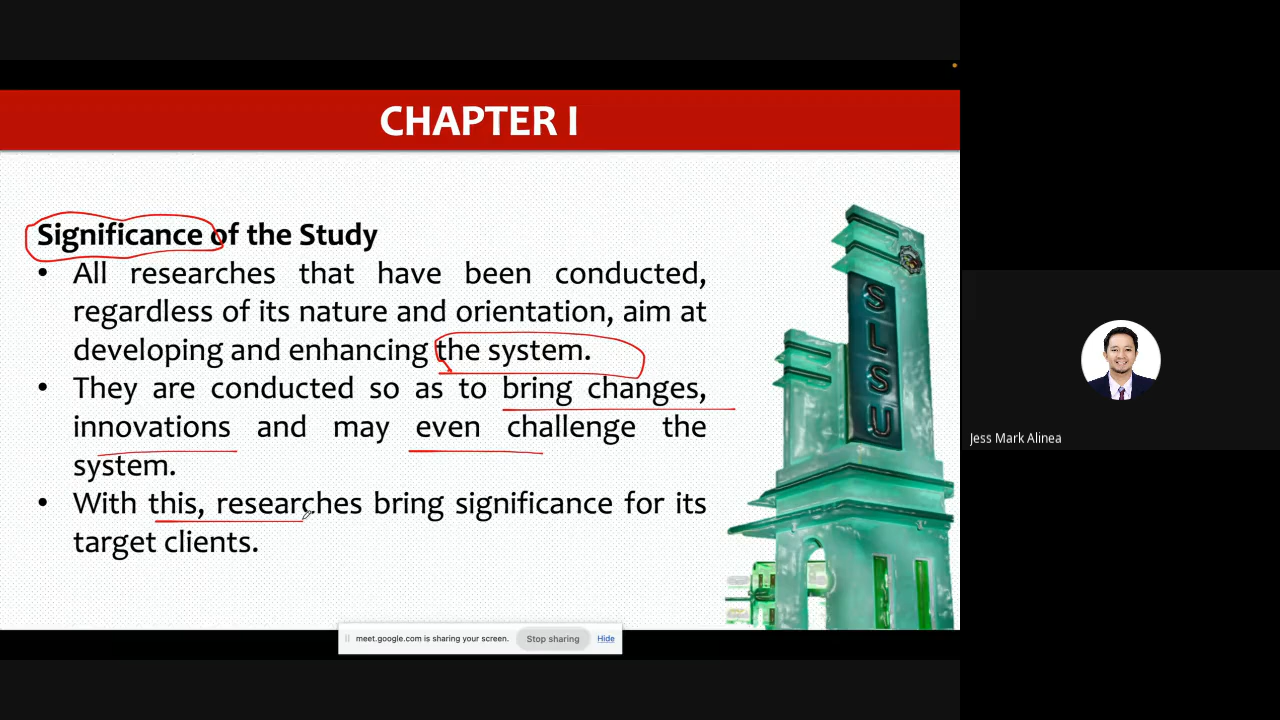 CHAPTER I
Significance of the Study
• All researches that have been conducted,
regardless of its nature and orientation, aim at
developing and enhancing the system.
• They are conducted so as to bring changes,
innovations and may even challenge the
system.
• With this, researches bring significance for its
target clients.
S
L
S
U
Jess Mark Alinea
meet.google.com is sharing your screen. Stop sharing Hide